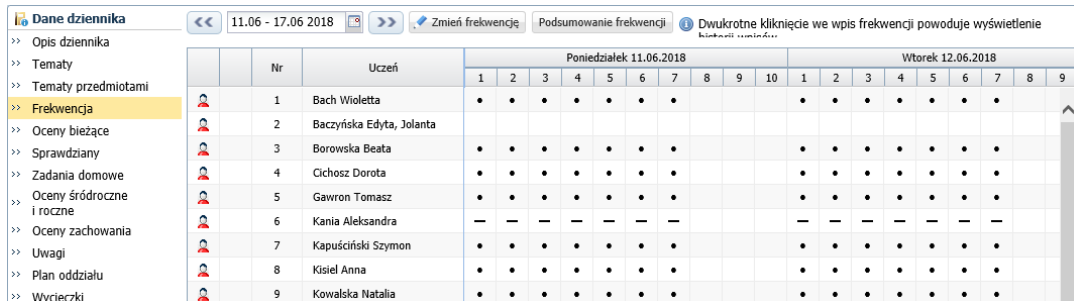 Dane dziennika
Opis dziennika
Tematy
Tematy przedmiotami
Frekwencja
Oceny bieżące
Sprawdziany
Zadania domowe
Oceny śródroczne
i roczne
Oceny zachowania
Uwagi
Plan oddziału
Wycieczki
<< 11.06 - 17.06 2018 >> Zmień frekwencję Podsumowanie frekwencji Dwukrotne kliknięcie we wpis frekwencji powoduje wyświetlenie
historii wpisów
Nr Uczeń Poniedziałek 11.06.2018 Wtorek 12.06.2018
1 2 3 4 5 6 7 8 9 10 1 2 3 4 5 6 7 8 9
1 Bach Wioletta • • • • • • • • • • • • • •
2 Baczyńska Edyta, Jolanta
3 Borowska Beata • • • • • • • • • • • • • •
4 Cichosz Dorota • • • • • • • • • • • • • •
5 Gawron Tomasz • • • • • • • • • • • • • •
6 Kania Aleksandra — — — — — — — — — — — — — —
7 Kapuściński Szymon • • • • • • • • • • • • • •
8 Kisiel Anna • • • • • • • • • • • • • •
9 Kowalska Natalia • • • • • • • • • • • • • •